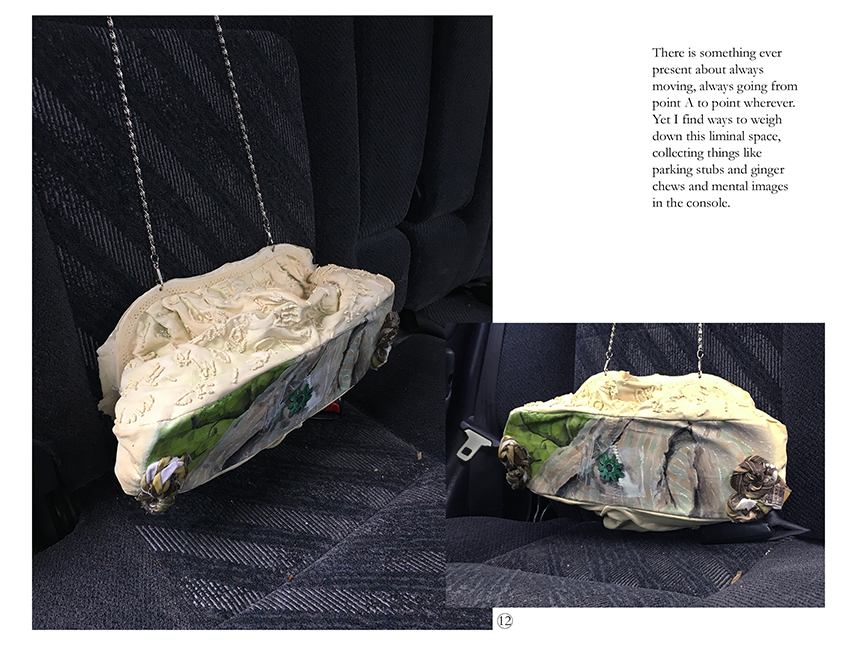 There is something ever
present about always
moving, always going from
point A to point wherever.
Yet I find ways to weigh
down this liminal space,
collecting things like
parking stubs and ginger
chews and mental images
in the console.
12